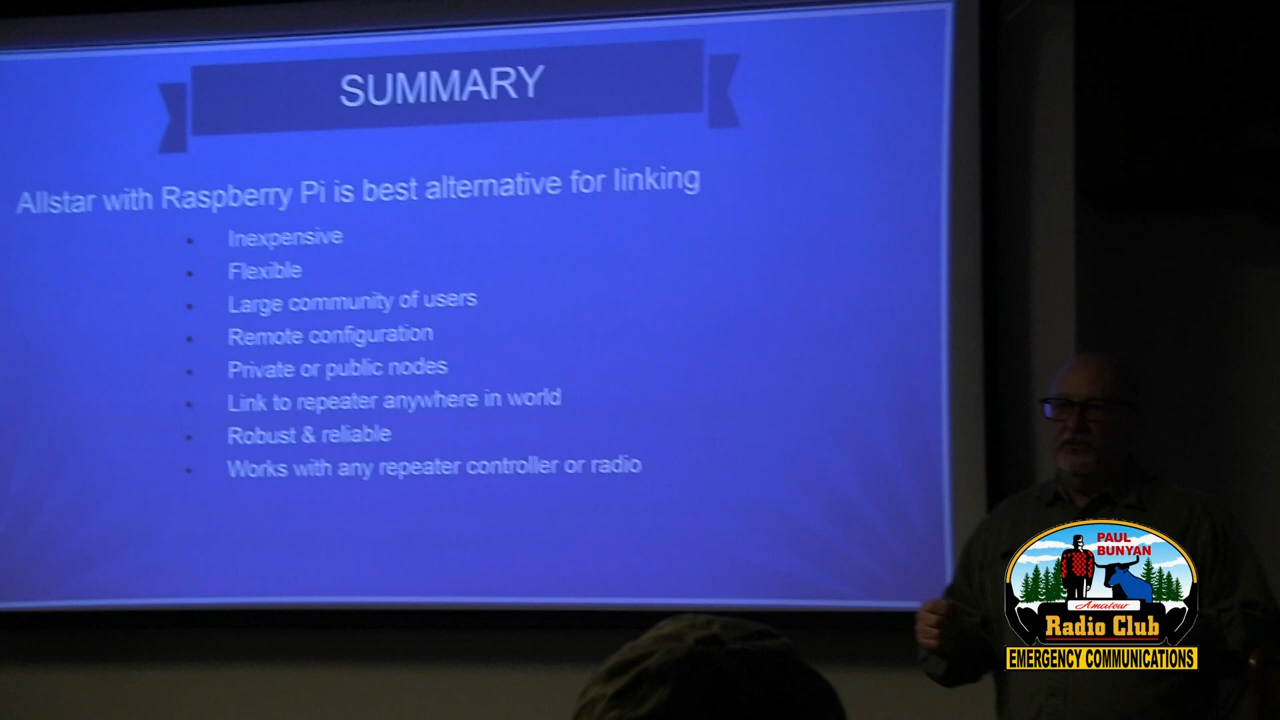 SUMMARY
Allstar with Raspberry Pi is best alternative for linking
• Inexpensive
• Flexible
• Large community of users
• Remote configuration
• Private or public nodes
• Link to repeater anywhere in world
• Robust & reliable
• Works with any repeater controller or radio
PAUL
BUNYAN
Amateur
Radio Club
EMERGENCY COMMUNICATIONS